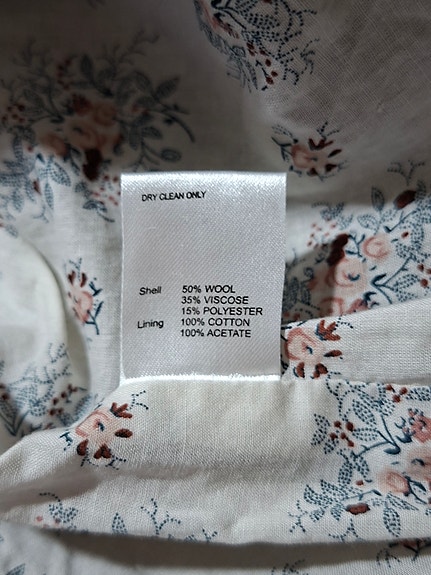 DRY CLEAN ONLY
Shell 50% WOOL
35% VISCOSE
15% POLYESTER
Lining 100% COTTON
100% ACETATE